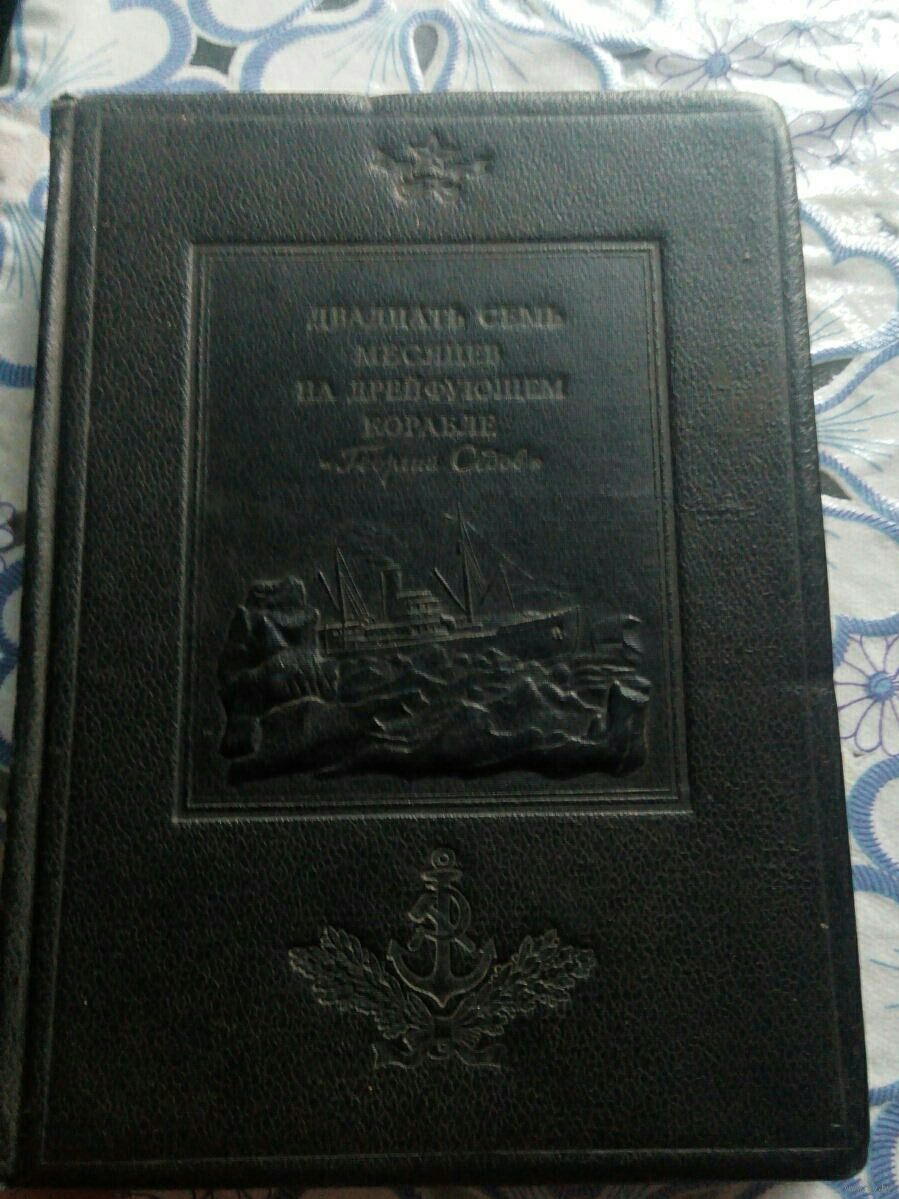 ДВАДЦАТЬ СЕМЬ
МЕСЯЦЕВ
НА ДРЕЙФУЮЩЕМ
КОРАБЛЕ
«Георгий Седов»